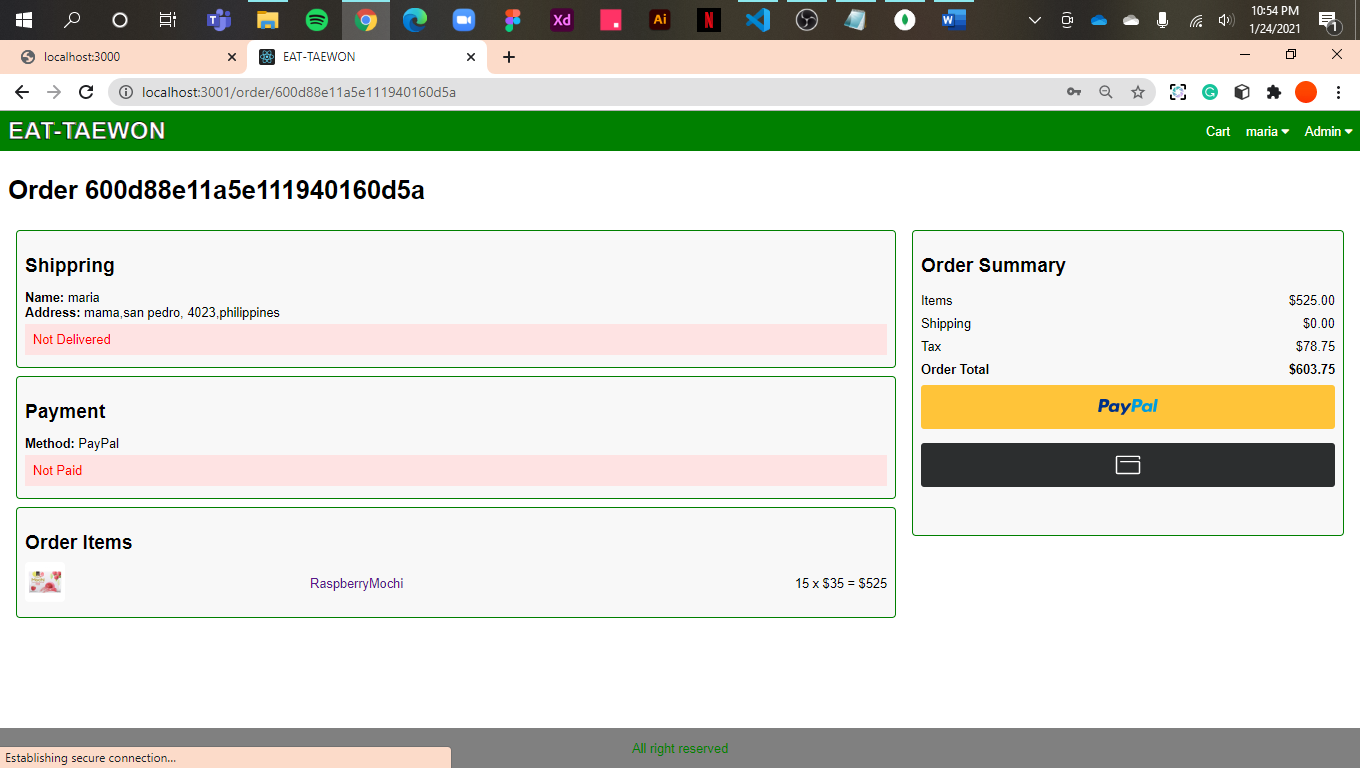 Xd
Ai
N
W
10:54 PM
1/24/2021
1
localhost:3000
EAT-TAEWON
localhost:3001/order/600d88e11a5e111940160d5a
EAT-TAEWON
Cart maria Admin
Order 600d88e11a5e111940160d5a
Shippring
Name: maria
Address: mama,san pedro, 4023,philippines
Not Delivered
Payment
Method: PayPal
Not Paid
Order Items
RaspberryMochi 15 x $35 = $525
Order Summary
Items $525.00
Shipping $0.00
Tax $78.75
Order Total $603.75
PayPal
All right reserved
Establishing secure connection...